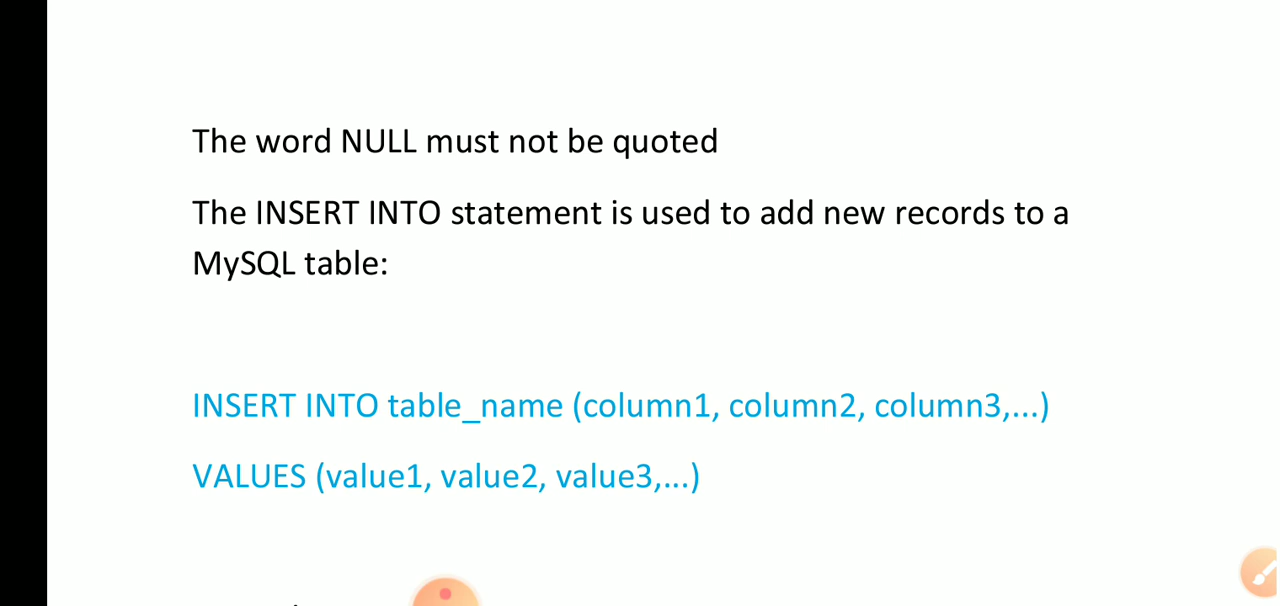 The word NULL must not be quoted
The INSERT INTO statement is used to add new records to a
MySQL table:
INSERT INTO table_name (column1, column2, column3,...)
VALUES (value1, value2, value3,...)